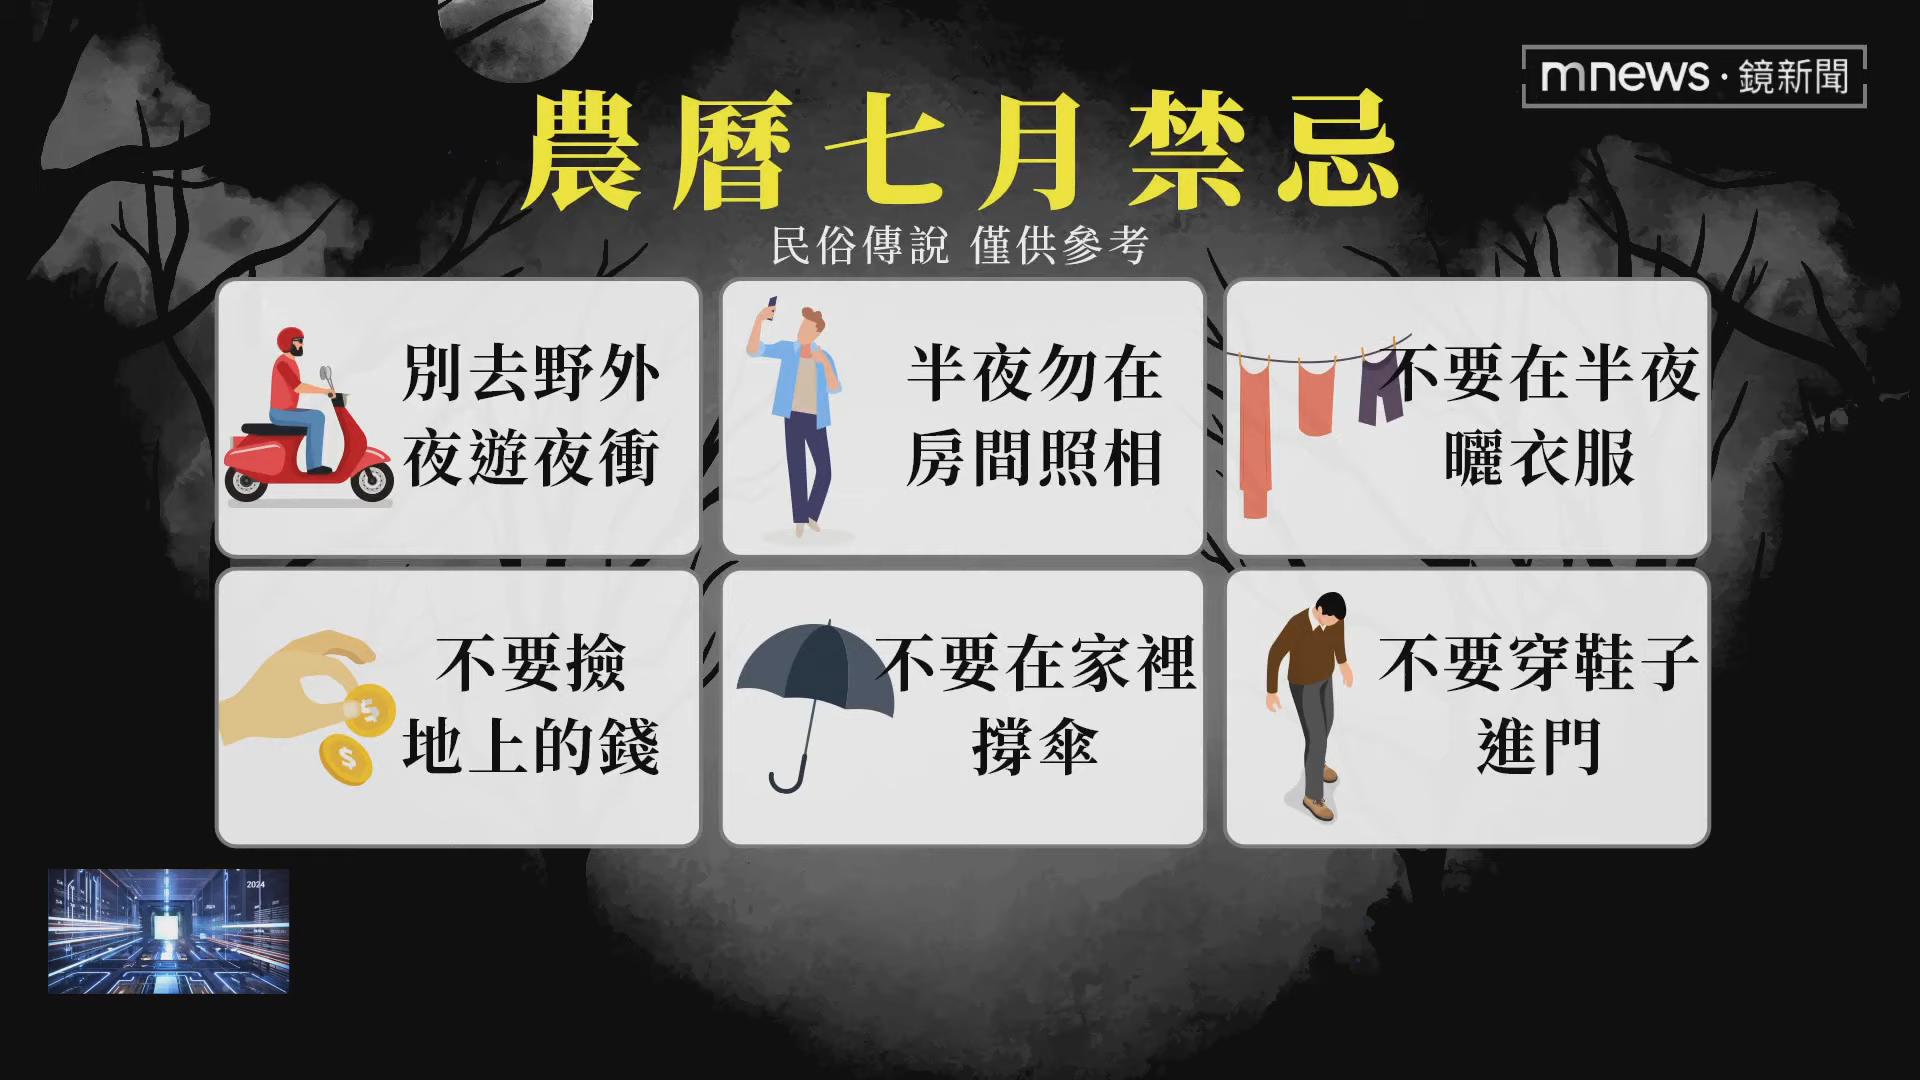 mnews·鏡新聞
農曆七月禁忌
民俗傳說 僅供參考
別去野外
夜遊夜衝
半夜勿在
房間照相
不要在半夜
曬衣服
不要撿
地上的錢
不要在家裡
撐傘
不要穿鞋子
進門
2024